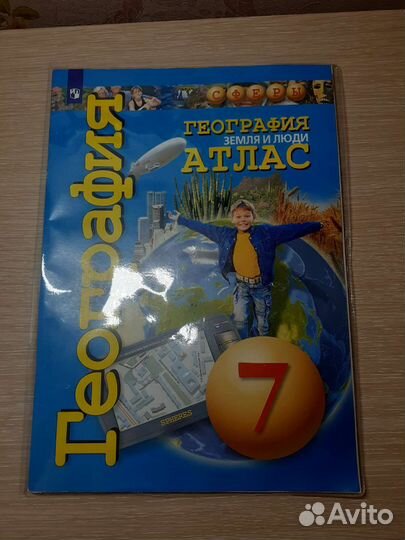 СФЕРЫ
География
ГЕОГРАФИЯ
ЗЕМЛЯ И ЛЮДИ
АТЛАС
7
SPHERES
Avito